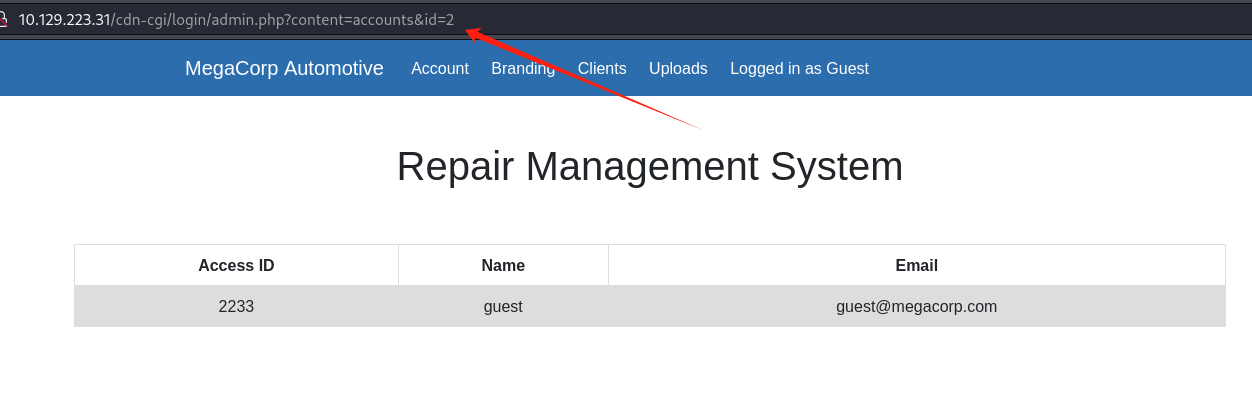 10.129.223.31/cdn-cgi/login/admin.php?content=accounts&id=2
MegaCorp Automotive Account Branding Clients Uploads Logged in as Guest
Repair Management System
Access ID Name Email
2233 guest guest@megacorp.com